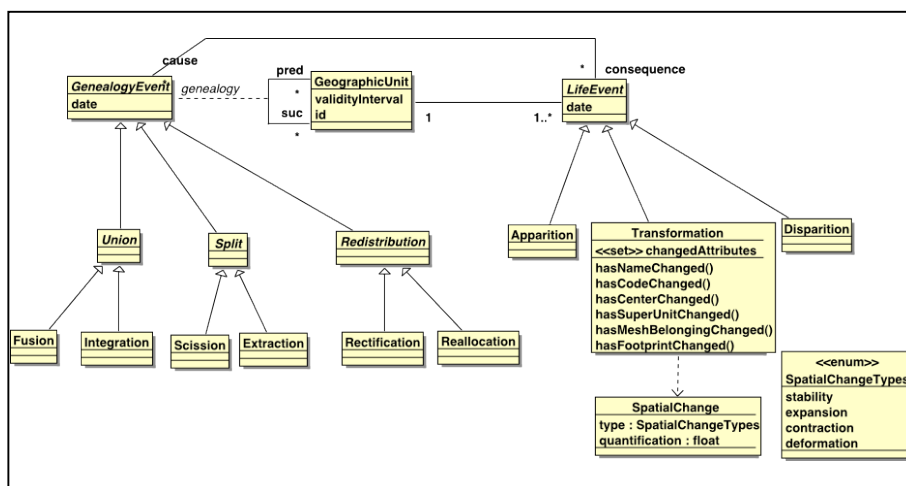 cause
*
consequence
pred
GenealogyEvent
*
genealogy
date
*
suc
*
GeographicUnit
validityInterval
id
1
1..*
LifeEvent
date
Union
Split
Redistribution
Apparition
Transformation
<<set>> changedAttributes
hasNameChanged()
hasCodeChanged()
hasCenterChanged()
hasSuperUnitChanged()
hasMeshBelongingChanged()
hasFootprintChanged()
Disparition
Fusion
Integration
Scission
Extraction
Rectification
Reallocation
SpatialChange
type : SpatialChangeTypes
quantification : float
<<enum>>
SpatialChangeTypes
stability
expansion
contraction
deformation